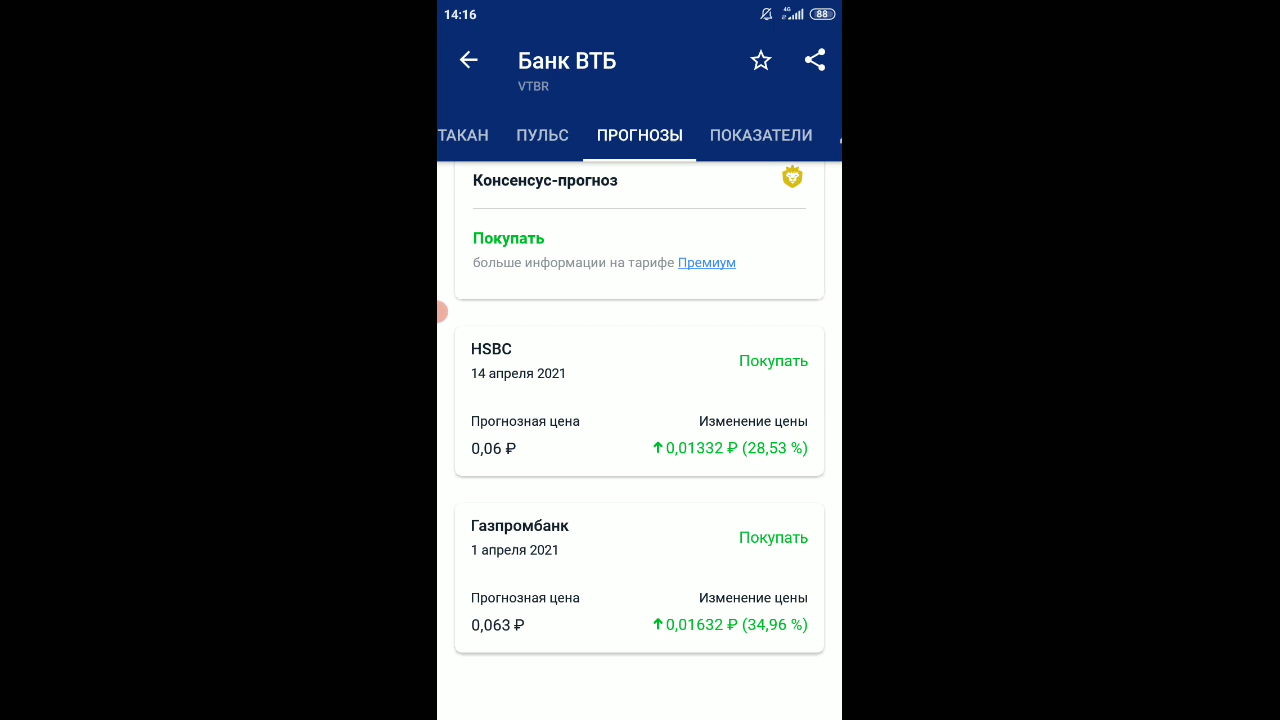 14:16
4G
88
Банк ВТБ
VTBR
ТАКАН ПУЛЬС ПРОГНОЗЫ ПОКАЗАТЕЛИ
Консенсус-прогноз
Покупать
больше информации на тарифе Премиум
HSBC
Покупать
14 апреля 2021
Прогнозная цена Изменение цены
0,06 ₽ 0,01332 ₽ (28,53 %)
Газпромбанк
Покупать
1 апреля 2021
Прогнозная цена Изменение цены
0,063 ₽ 0,01632 ₽ (34,96 %)